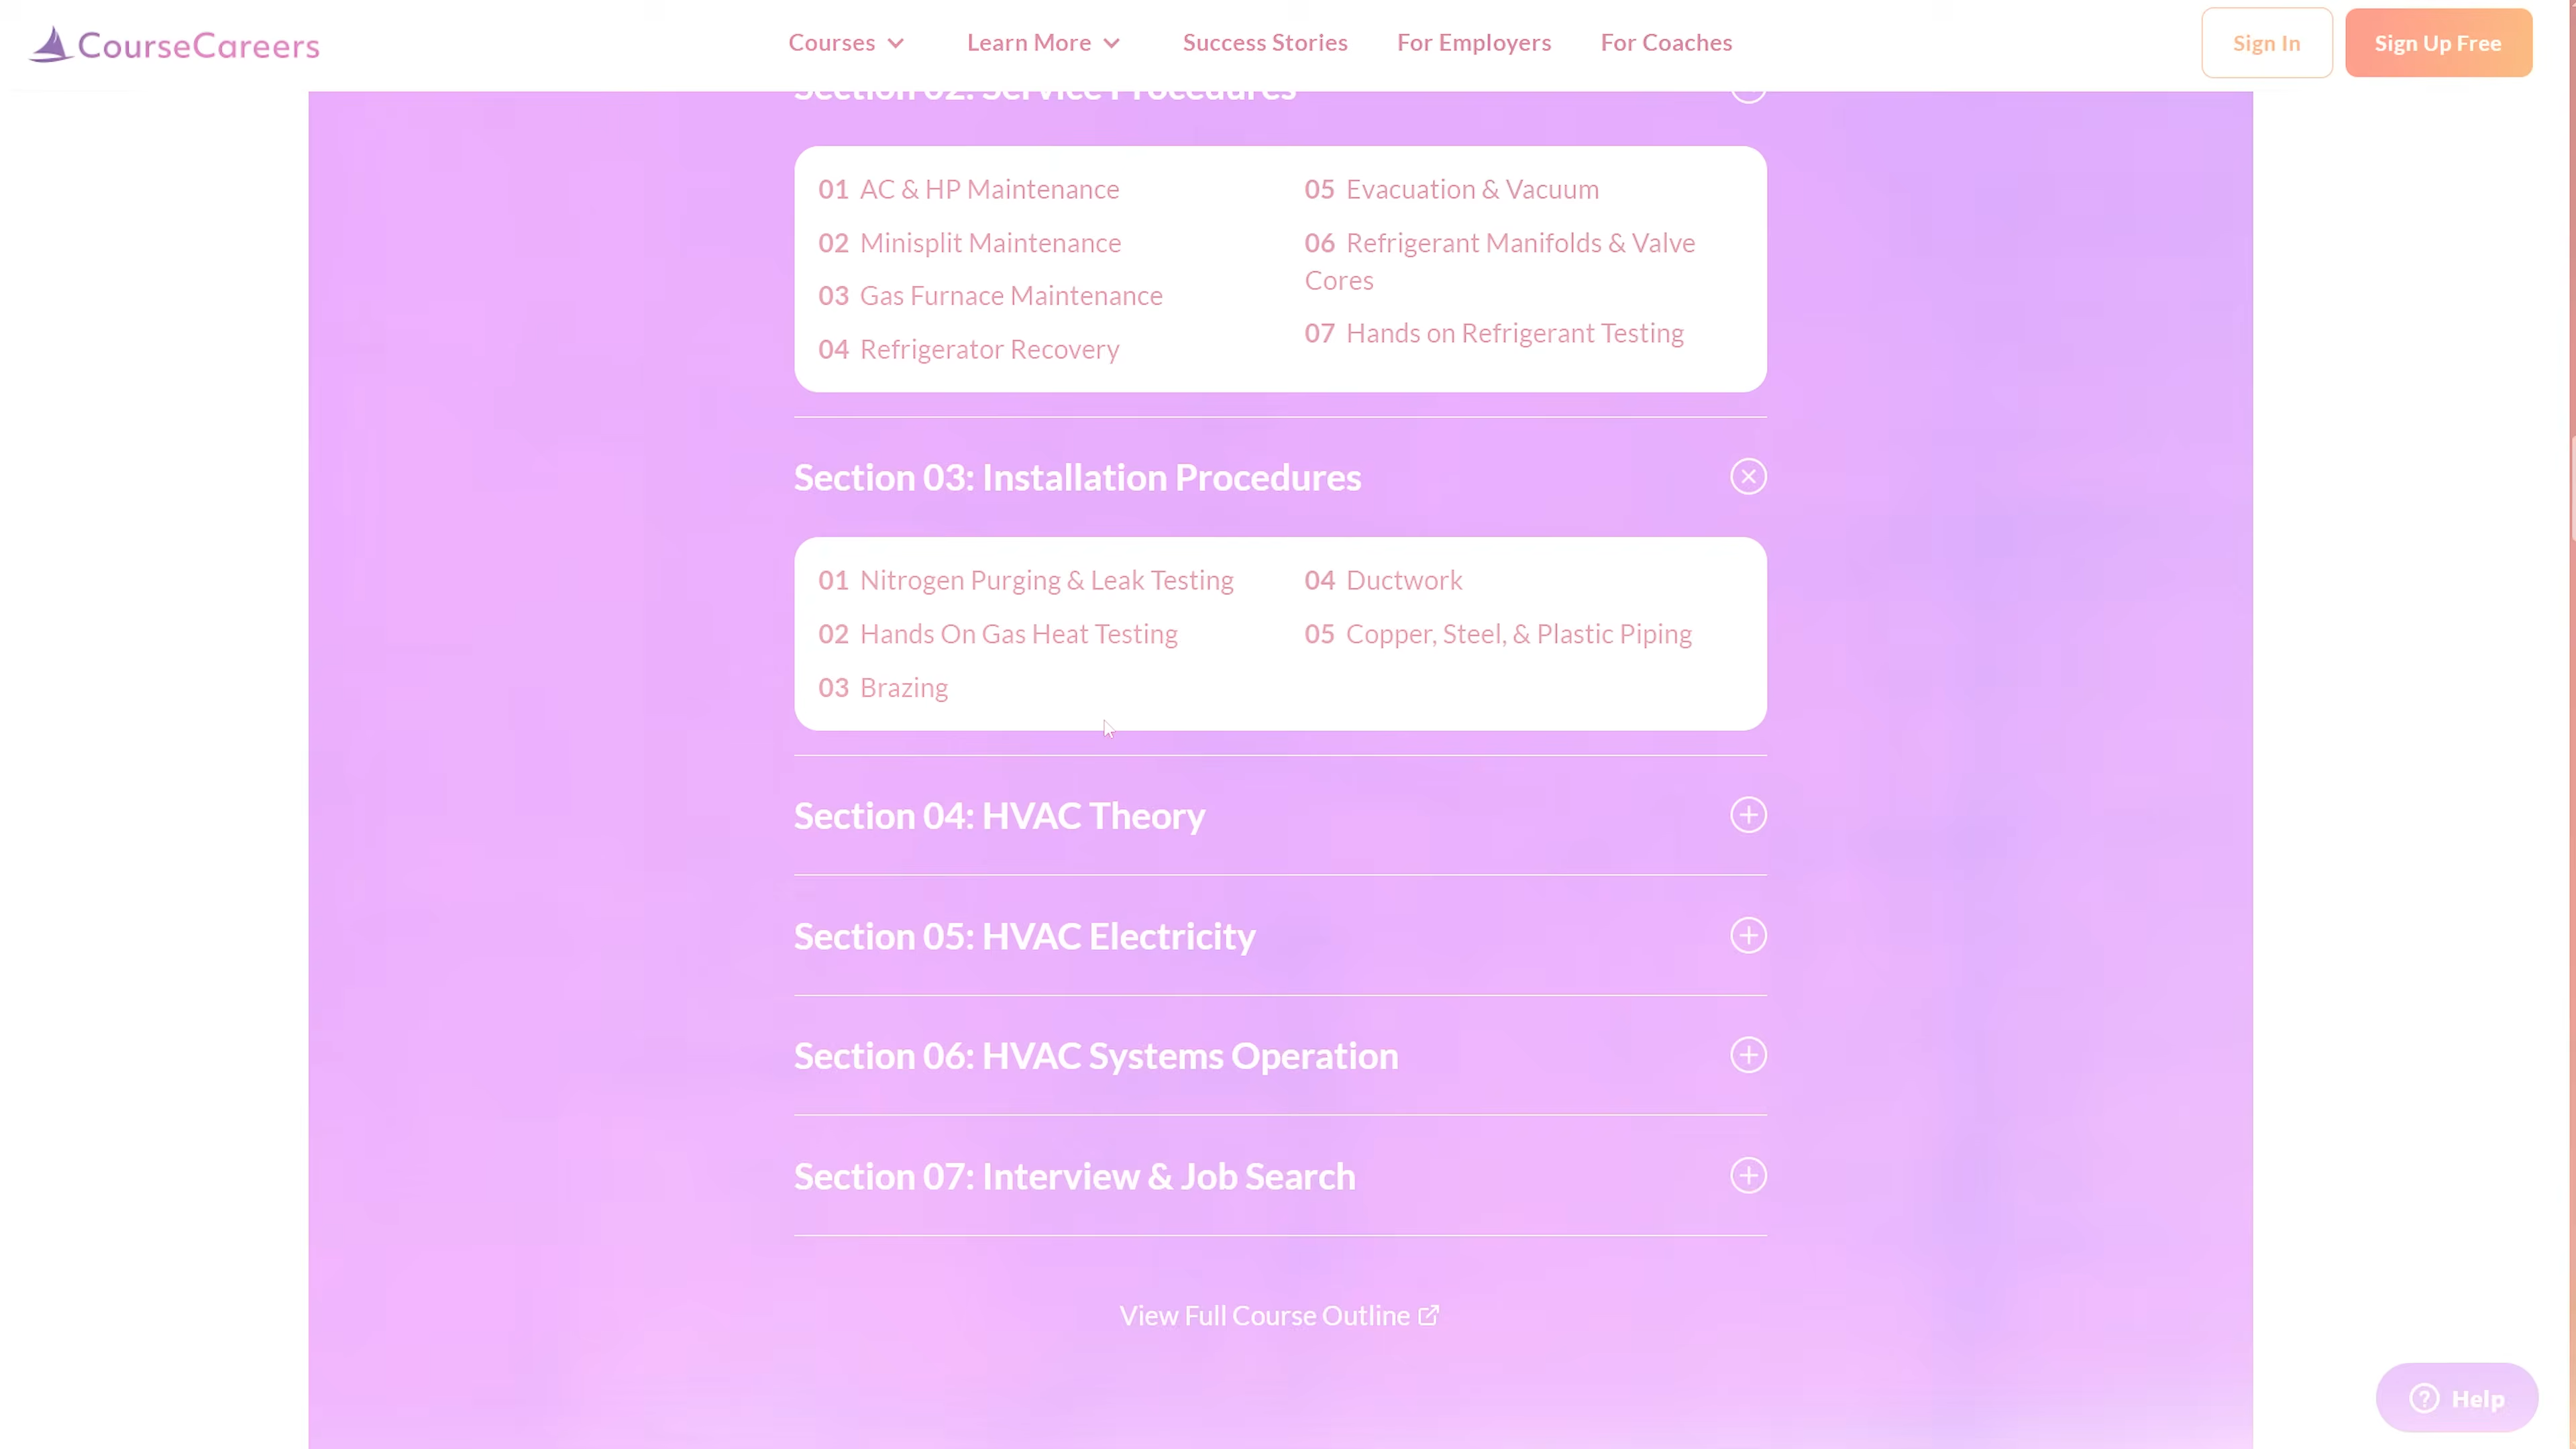 CourseCareers
Courses
Learn More
Success Stories
For Employers
For Coaches
Sign In
Sign Up Free
Section 02: Service Procedures
01 AC & HP Maintenance
02 Minisplit Maintenance
03 Gas Furnace Maintenance
04 Refrigerator Recovery
05 Evacuation & Vacuum
06 Refrigerant Manifolds & Valve
Cores
07 Hands on Refrigerant Testing
Section 03: Installation Procedures
01 Nitrogen Purging & Leak Testing
02 Hands On Gas Heat Testing
03 Brazing
04 Ductwork
05 Copper, Steel, & Plastic Piping
Section 04: HVAC Theory
Section 05: HVAC Electricity
Section 06: HVAC Systems Operation
Section 07: Interview & Job Search
View Full Course Outline
Help